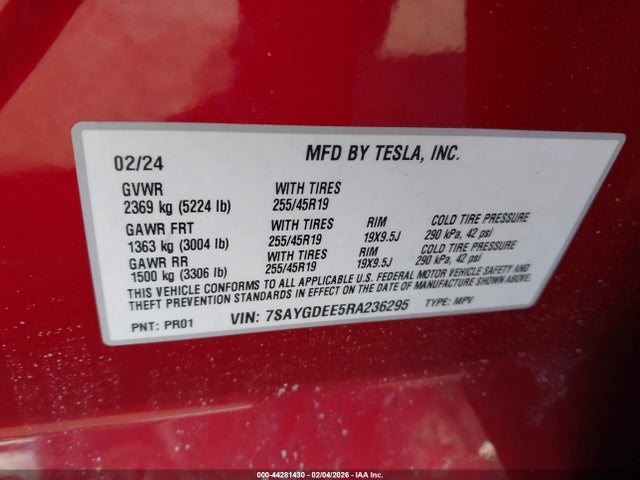 02/24 MFD BY TESLA, INC.
GVWR WITH TIRES
2369 kg (5224 lb) 255/45R19
GAWR FRT WITH TIRES RIM COLD TIRE PRESSURE
1363 kg (3004 lb) 255/45R19 19X9.5J 290 kPa, 42 psi
GAWR RR WITH TIRES RIM COLD TIRE PRESSURE
1500 kg (3306 lb) 255/45R19 19X9.5J 290 kPa, 42 psi
THIS VEHICLE CONFORMS TO ALL APPLICABLE U.S. FEDERAL MOTOR VEHICLE SAFETY AND
THEFT PREVENTION STANDARDS IN EFFECT ON THE DATE OF MANUFACTURE SHOWN ABOVE.
PNT: PR01 VIN: 7SAYGDEE5RA236295 TYPE: MPV
000-44281430 - 02/04/2026 - IAA Inc.